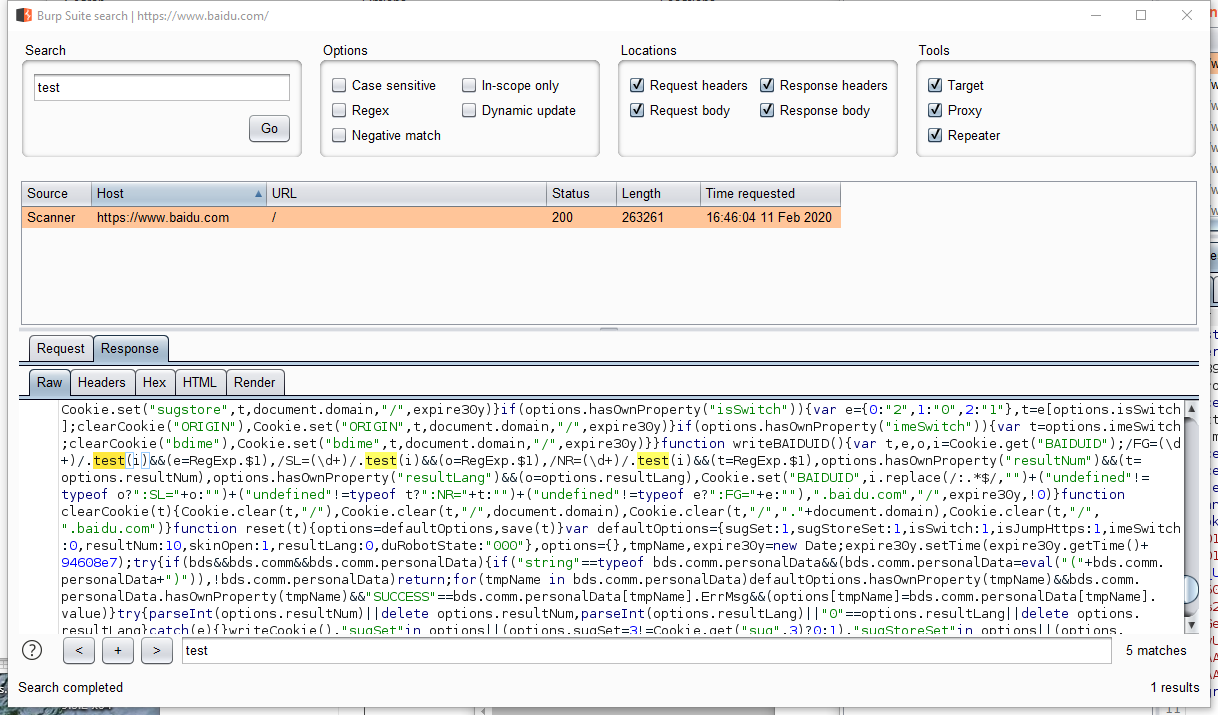 Burp Suite search | https://www.baidu.com/
Search
Options
Locations
Tools
test
Case sensitive
In-scope only
Request headers
Response headers
Target
Regex
Dynamic update
Request body
Response body
Proxy
Go
Negative match
Repeater
Source Host URL Status Length Time requested
Scanner https://www.baidu.com / 200 263261 16:46:04 11 Feb 2020
Request Response
Raw Headers Hex HTML Render
Cookie.set("sugstore",t,document.domain,"/",expire30y)}if(options.hasOwnProperty("isSwitch")){var e={0:"2",1:"0",2:"1"},t=e[options.isSwitch
];clearCookie("ORIGIN"),Cookie.set("ORIGIN",t,document.domain,"/",expire30y)}if(options.hasOwnProperty("imeSwitch")){var t=options.imeSwitch
;clearCookie("bdime"),Cookie.set("bdime",t,document.domain,"/",expire30y)}}function writeBAIDUID(){var t,e,o,i=Cookie.get("BAIDUID");/FG=(\d
+)/.test(i)&&(e=RegExp.$1),/SL=(\d+)/.test(i)&&(o=RegExp.$1),/NR=(\d+)/.test(i)&&(t=RegExp.$1),options.hasOwnProperty("resultNum")&&(t=
options.resultNum),options.hasOwnProperty("resultLang")&&(o=options.resultLang),Cookie.set("BAIDUID",i.replace(/:.*$/,"")+("undefined"!=
typeof o?":SL="+o:"")+("undefined"!=typeof t?":NR="+t:"")+("undefined"!=typeof e?":FG="+e:""),".baidu.com","/",expire30y,!0)}function
clearCookie(t){Cookie.clear(t,"/"),Cookie.clear(t,"/",document.domain),Cookie.clear(t,"/","."+document.domain),Cookie.clear(t,"/",
".baidu.com")}function reset(t){options=defaultOptions,save(t)}var defaultOptions={sugSet:1,sugStoreSet:1,isSwitch:1,isJumpHttps:1,imeSwitch
:0,resultNum:10,skinOpen:1,resultLang:0,duRobotState:"000"},options={},tmpName,expire30y=new Date;expire30y.setTime(expire30y.getTime()+
94608e7);try{if(bds&&bds.comm&&bds.comm.personalData){if("string"==typeof bds.comm.personalData&&(bds.comm.personalData=eval("("+bds.comm.
personalData+")")),!bds.comm.personalData)return;for(tmpName in bds.comm.personalData)defaultOptions.hasOwnProperty(tmpName)&&bds.comm.
personalData.hasOwnProperty(tmpName)&&"SUCCESS"==bds.comm.personalData[tmpName].ErrMsg&&(options[tmpName]=bds.comm.personalData[tmpName].
value)}try{parseInt(options.resultNum)||delete options.resultNum,parseInt(options.resultLang)||"0"==options.resultLang||delete options.
resultLang}catch(e){}writeCookie(),"sugSet"in options||(options.sugSet=3!=Cookie.get("sug",3)?0:1),"sugStoreSet"in options||(options.
? < + > test 5 matches
Search completed
1 results